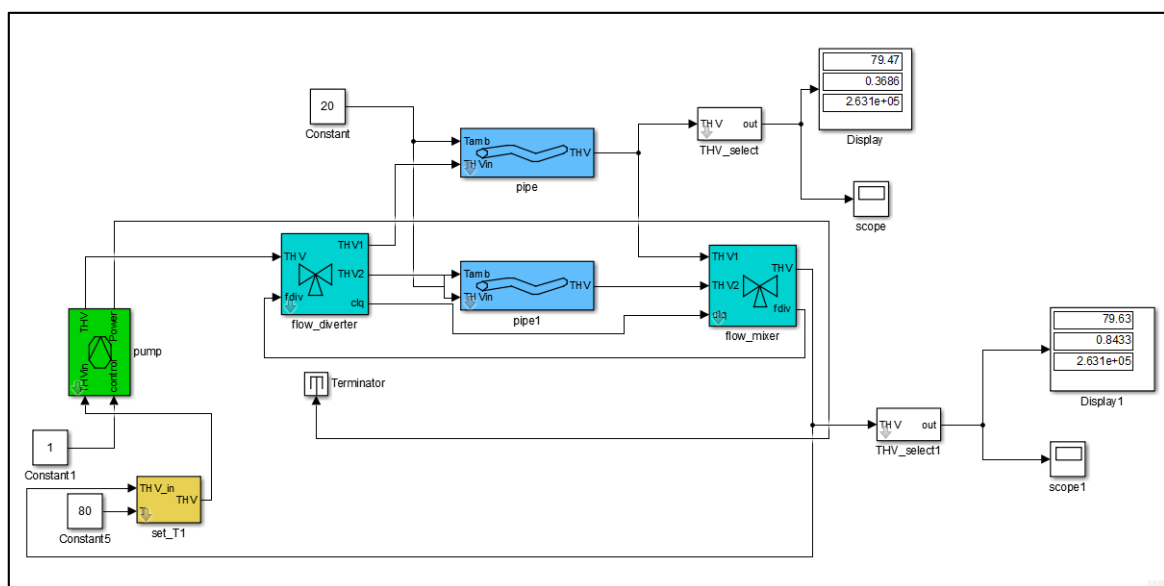 79.47
0.3686
2.631e+05
Display
20
Constant
THV
out
THV_select
Tamb
THVin
THV
pipe
scope
THV
fdiv
THV1
THV2
clq
flow_diverter
Tamb
THVin
THV
pipe1
THV1
THV2
clq
THV
fdiv
flow_mixer
THV
Power
THVin
control
pump
79.63
0.8433
2.631e+05
Display1
Terminator
THV
out
THV_select1
1
Constant1
scope1
THV_in
THV
set_T1
80
Constant5